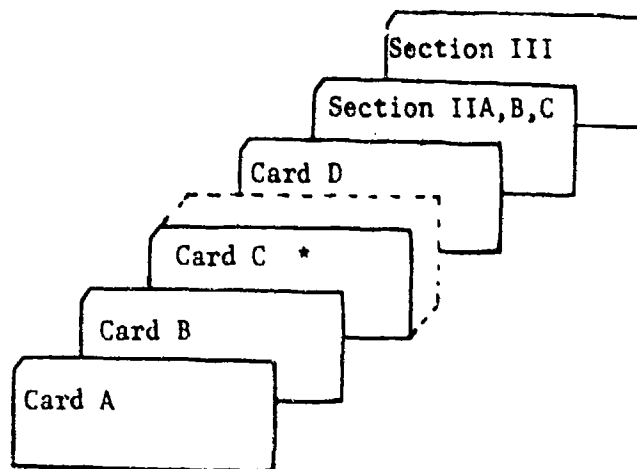 Section III
Section IIA,B,C
Card D
Card C *
Card B
Card A